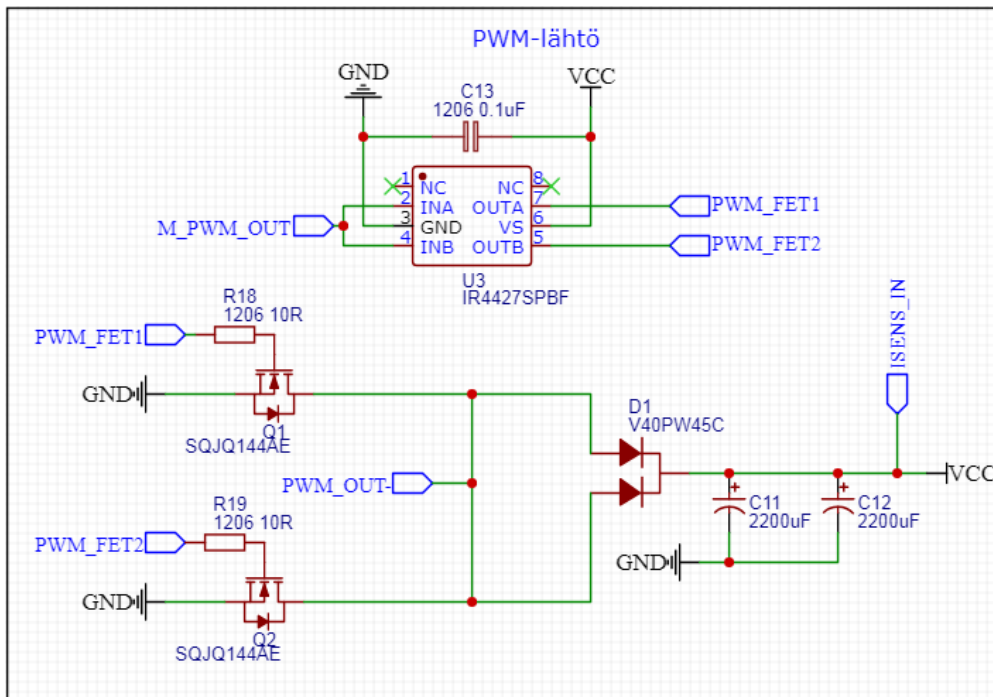 PWM-lähtö
GND
VCC
C13
1206 0.1uF
1
NC
NC
8
2
INA
OUTA
7
PWM_FET1
M_PWM_OUT
3
GND
VS
6
4
INB
OUTB
5
PWM_FET2
U3
IR4427SPBF
R18
1206 10R
PWM_FET1
GND
Q1
SQJQ144AE
ISENS_IN
D1
V40PW45C
PWM_OUT-
VCC
+
C11
2200uF
+
C12
2200uF
R19
1206 10R
PWM_FET2
GND
GND
Q2
SQJQ144AE